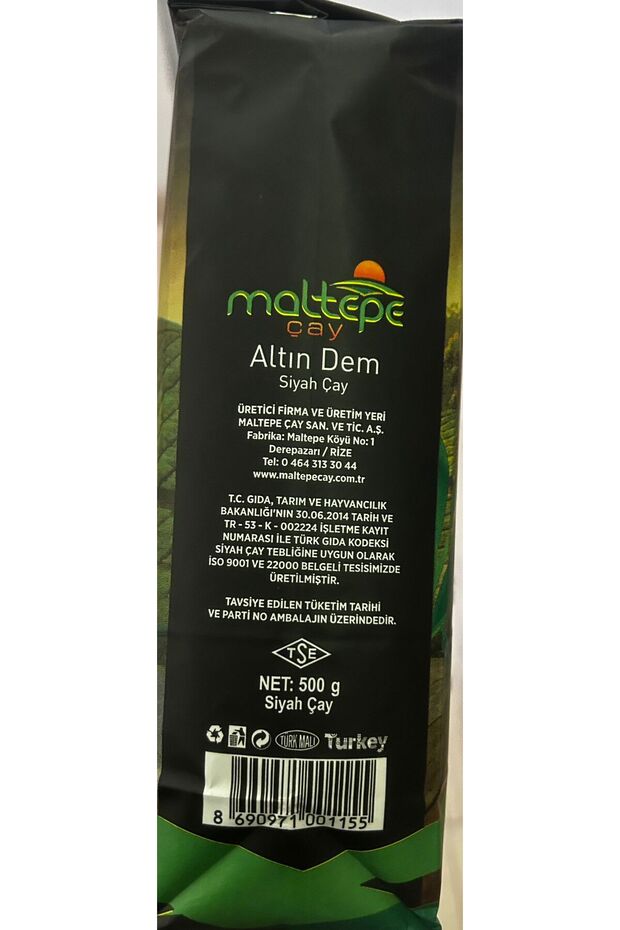 maltepe
çay
Altın Dem
Siyah Çay
ÜRETİCİ FİRMA VE ÜRETİM YERİ
MALTEPE ÇAY SAN. VE TİC. A.Ş.
Fabrika: Maltepe Köyü No: 1
Derepazarı / RİZE
Tel: 0 464 313 30 44
www.maltepecay.com.tr
T.C. GIDA, TARIM VE HAYVANCILIK
BAKANLIĞI'NIN 30.06.2014 TARİH VE
TR - 53 - K - 002224 İŞLETME KAYIT
NUMARASI İLE TÜRK GIDA KODEKSİ
SİYAH ÇAY TEBLİĞİNE UYGUN OLARAK
İSO 9001 VE 22000 BELGELİ TESİSİMİZDE
ÜRETİLMİŞTİR.
TAVSİYE EDİLEN TÜKETİM TARİHİ
VE PARTİ NO AMBALAJIN ÜZERİNDEDİR.
TSE
NET: 500 g
Siyah Çay
TÜRK MALI Turkey
8 690971 001155